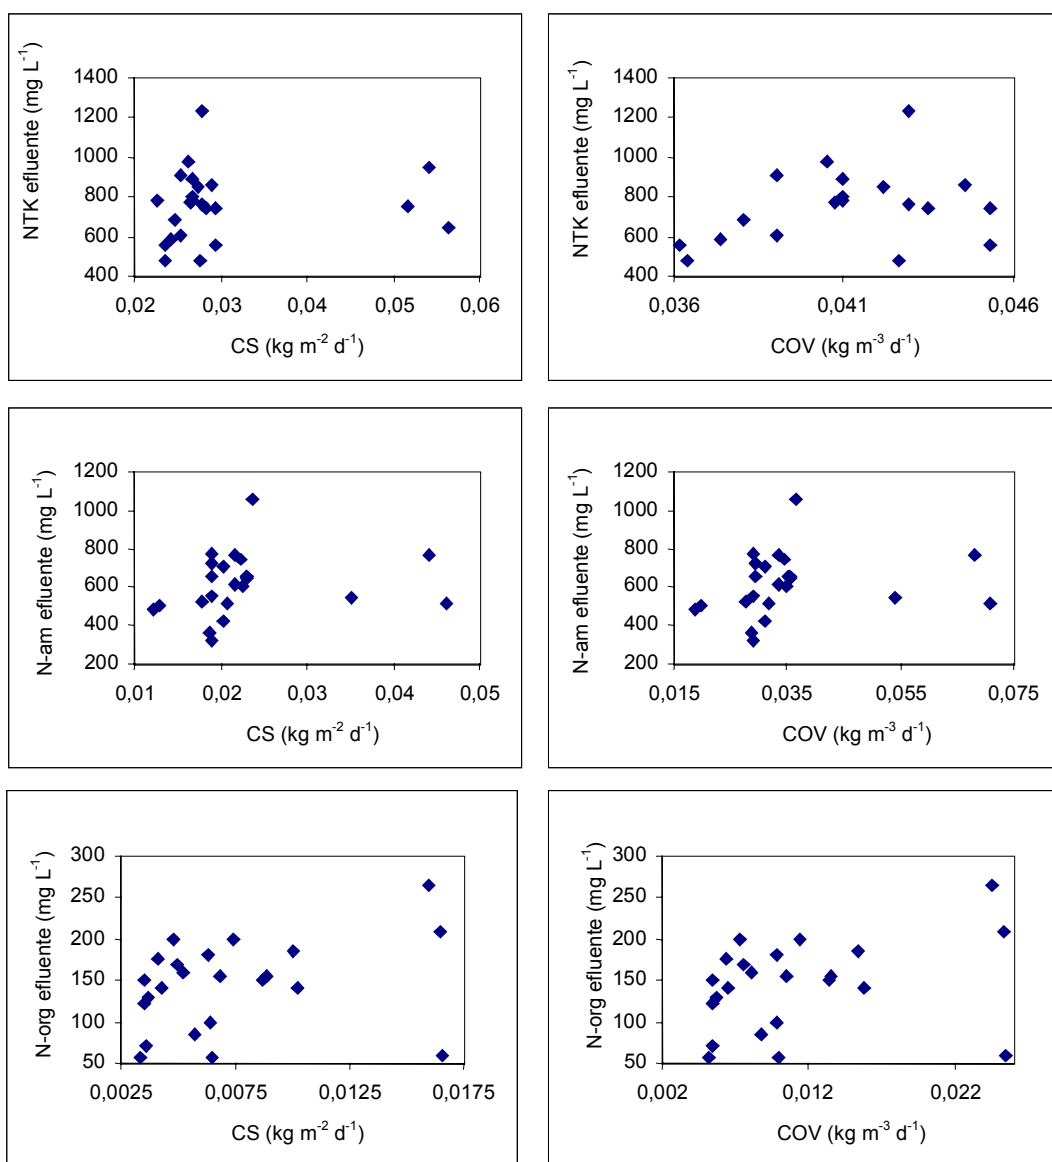 NTK efluente (mg L⁻¹)
1400
1200
1000
800
600
400
0,02 0,03 0,04 0,05 0,06
CS (kg m⁻² d⁻¹)
NTK efluente (mg L⁻¹)
1400
1200
1000
800
600
400
0,036 0,041 0,046
COV (kg m⁻³ d⁻¹)
N-am efluente (mg L⁻¹)
1200
1000
800
600
400
200
0,01 0,02 0,03 0,04 0,05
CS (kg m⁻² d⁻¹)
N-am efluente (mg L⁻¹)
1200
1000
800
600
400
200
0,015 0,035 0,055 0,075
COV (kg m⁻³ d⁻¹)
N-org efluente (mg L⁻¹)
300
250
200
150
100
50
0,0025 0,0075 0,0125 0,0175
CS (kg m⁻² d⁻¹)
N-org efluente (mg L⁻¹)
300
250
200
150
100
50
0,002 0,012 0,022
COV (kg m⁻³ d⁻¹)